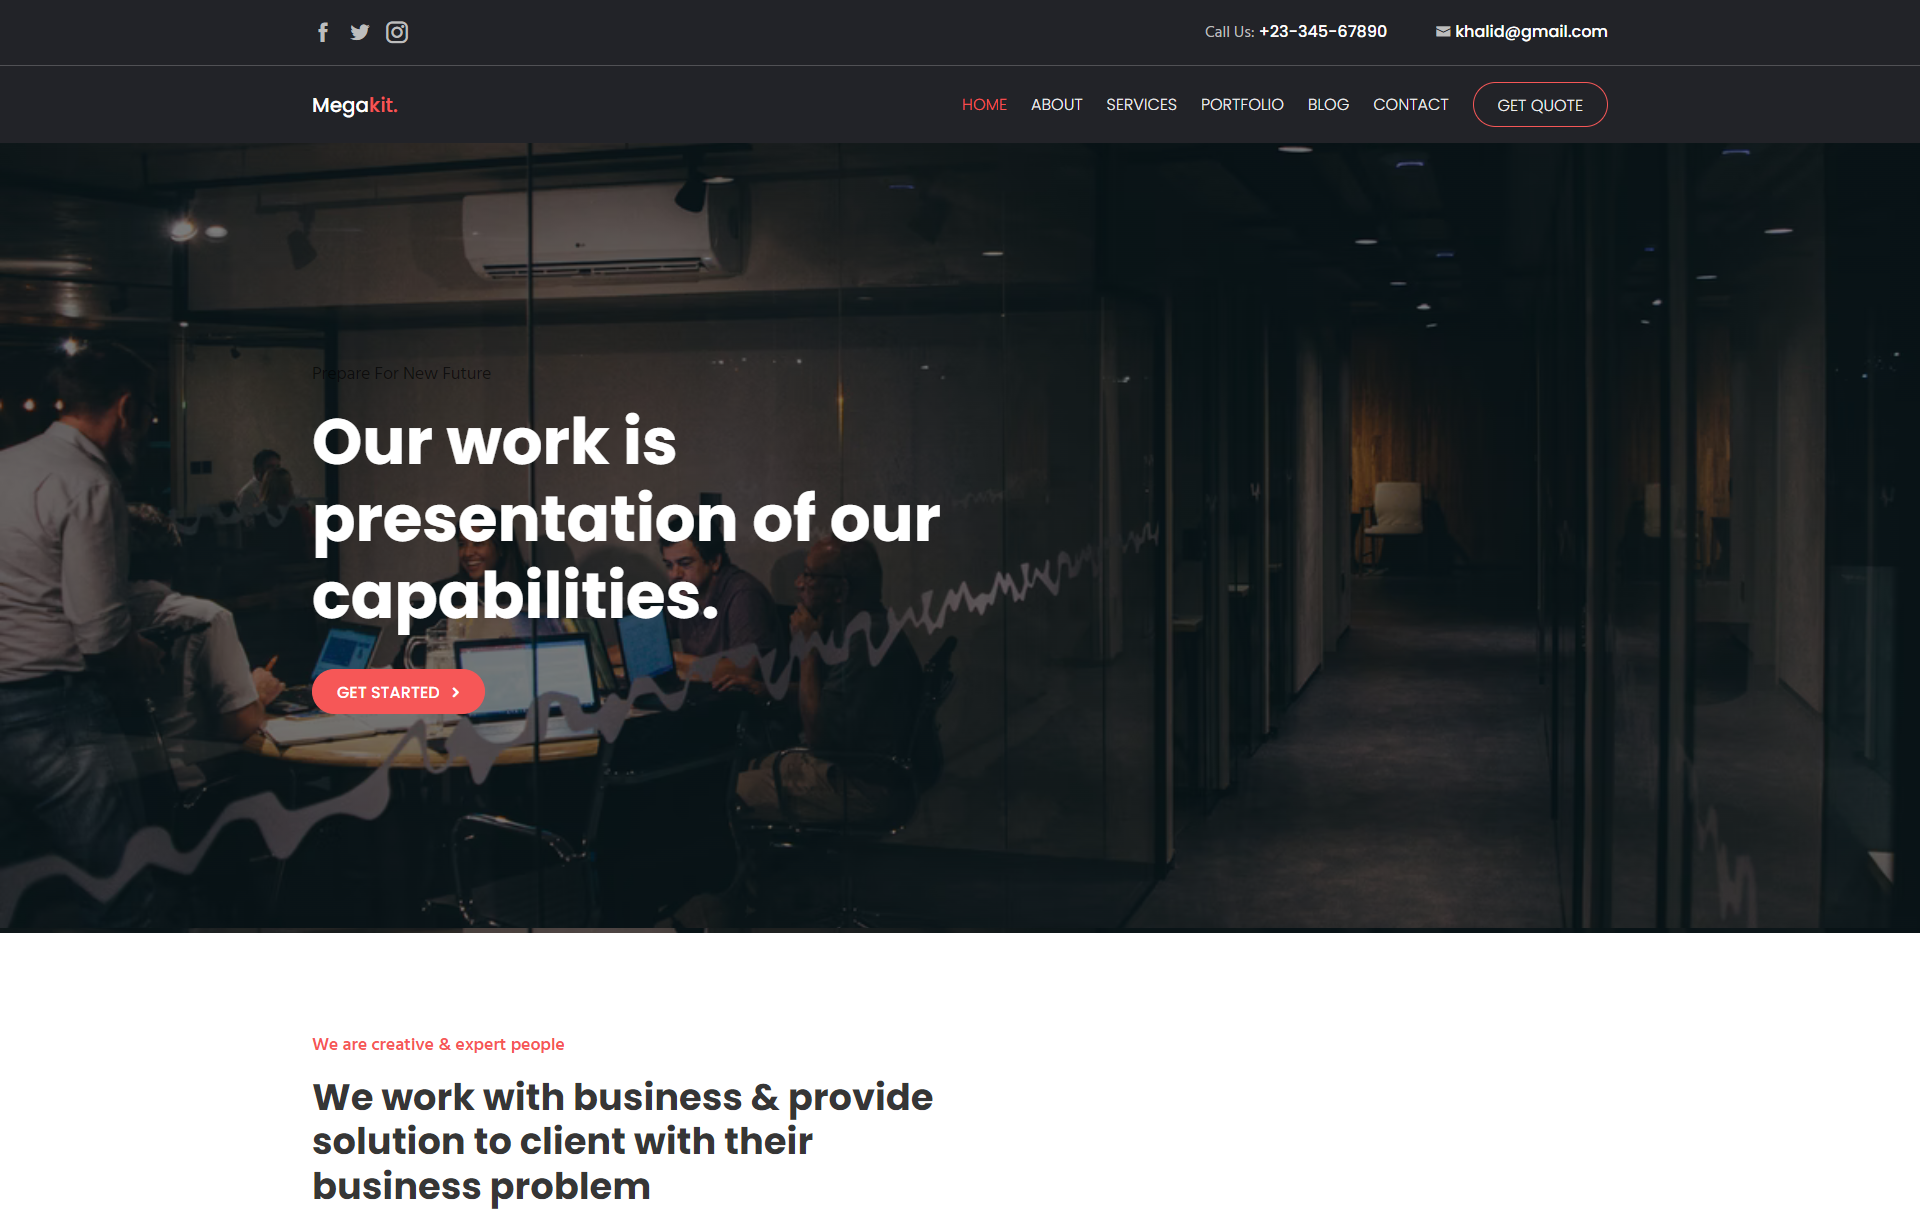 Call Us: +23-345-67890
khalid@gmail.com
Megakit.
HOME ABOUT SERVICES PORTFOLIO BLOG CONTACT GET QUOTE
Prepare For New Future
Our work is
presentation of our
capabilities.
GET STARTED
We are creative & expert people
We work with business & provide
solution to client with their
business problem